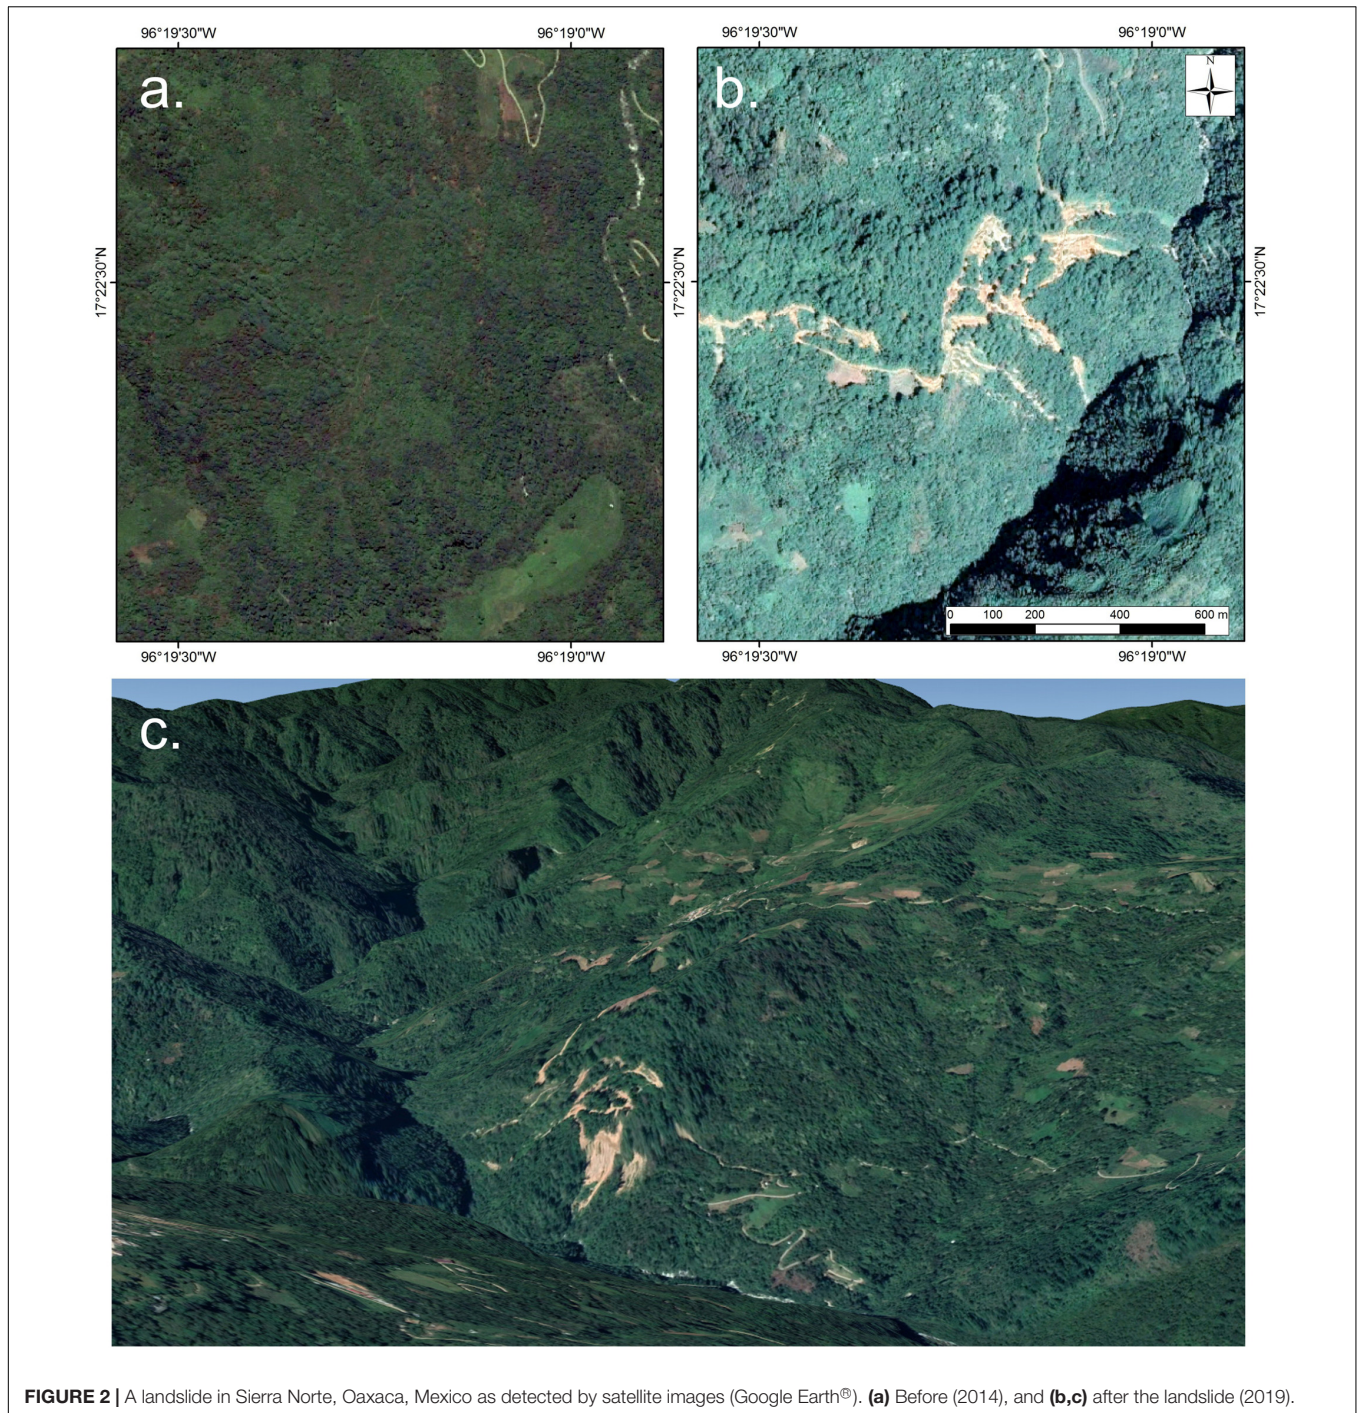 96°19'30"W 96°19'0"W 96°19'30"W 96°19'0"W
a. b. N
17°22'30"N 17°22'30"N 17°22'30"N
0 100 200 400 600 m
96°19'30"W 96°19'0"W 96°19'30"W 96°19'0"W
c.
FIGURE 2 | A landslide in Sierra Norte, Oaxaca, Mexico as detected by satellite images (Google Earth®). (a) Before (2014), and (b,c) after the landslide (2019).